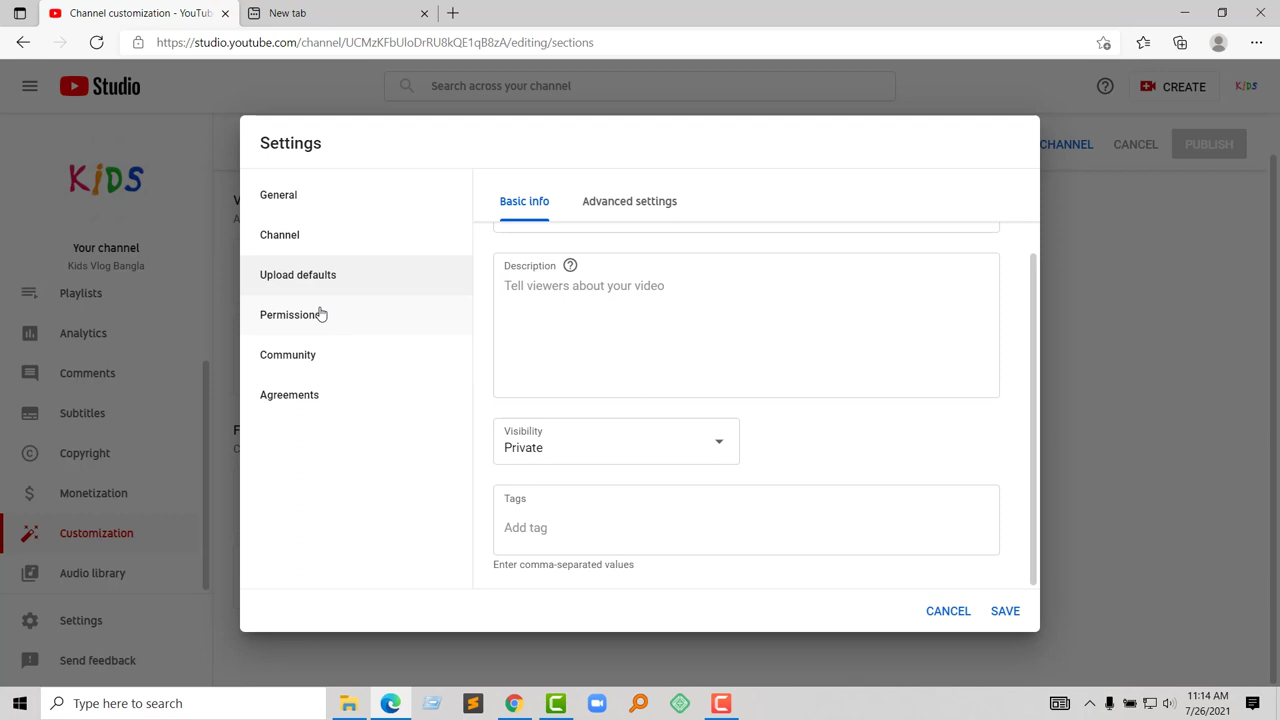 Channel customization - YouTub
New tab
https://studio.youtube.com/channel/UCMzKFbUloDrRU8kQE1qB8zA/editing/sections
Studio
Search across your channel
CREATE
KIDS
KiDS
Your channel
Kids Vlog Bangla
Playlists
Analytics
Comments
Subtitles
Copyright
Monetization
Customization
Audio library
Settings
Send feedback
CHANNEL
CANCEL
PUBLISH
Settings
General
Channel
Upload defaults
Permissions
Community
Agreements
Basic info
Advanced settings
Description
Tell viewers about your video
Visibility
Private
Tags
Add tag
Enter comma-separated values
CANCEL
SAVE
Type here to search
11:14 AM
7/26/2021